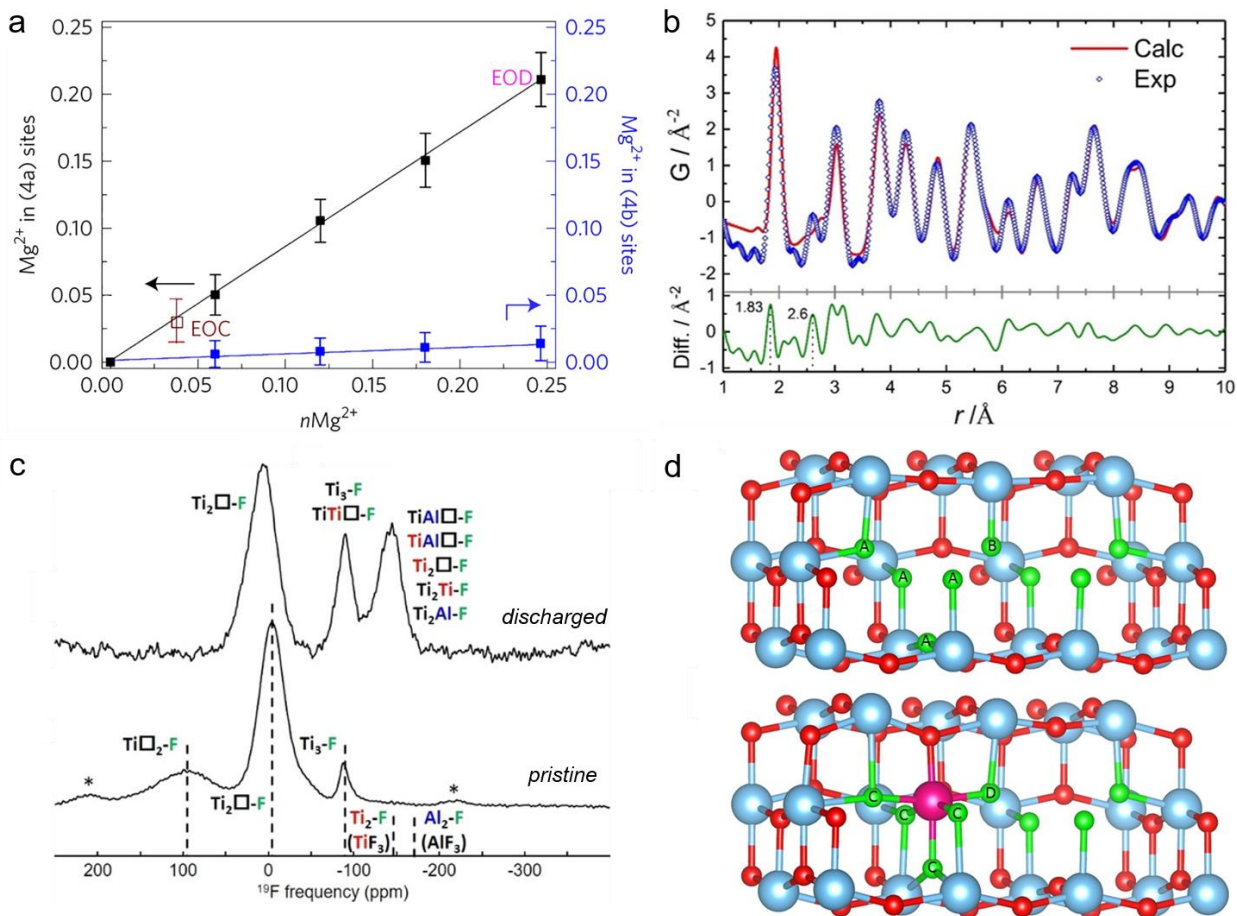 a
0.25
0.20
0.15
0.10
0.05
0.00
Mg²⁺ in (4a) sites
EOD
EOC
0.25
0.20
0.15
0.10
0.05
0.00
Mg²⁺ in (4b) sites
0.00 0.05 0.10 0.15 0.20 0.25
nMg²⁺
b
5
4
3
2
1
0
-1
-2
G / Å⁻²
Calc
Exp
1
0
-1
Diff. / Å⁻²
1.83
2.6
1 2 3 4 5 6 7 8 9 10
r /Å
c
Ti₂□-F
Ti₃-F
TiTi□-F
TiAl□-F
TiAl□-F
Ti₂□-F
Ti₂Ti-F
Ti₂Al-F
discharged
Ti□₂-F
*
Ti₂□-F
Ti₃-F
*
pristine
Ti₂-F
(TiF₃)
Al₂-F
(AlF₃)
200 100 0 -100 -200 -300
¹⁹F frequency (ppm)
d
A
B
A
A
A
C
D
C
C
C